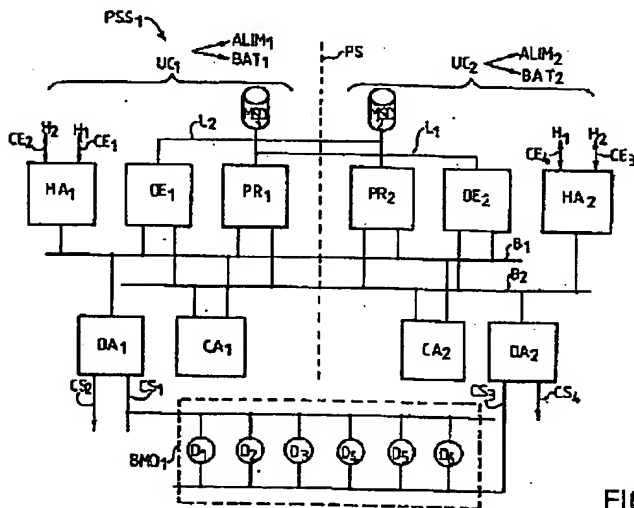 PSS1
ALIM1
BAT1
UC1
PS
UC2
ALIM2
BAT2
MSD
MSD
L2
L1
H2
H1
CE2
CE1
H1
H2
CE4
CE3
HA1
DE1
PR1
PR2
DE2
HA2
B1
B2
DA1
CA1
CA2
DA2
CS2
CS1
CS3
CS4
BMD1
D1
D2
D3
D4
D5
D6
FIG